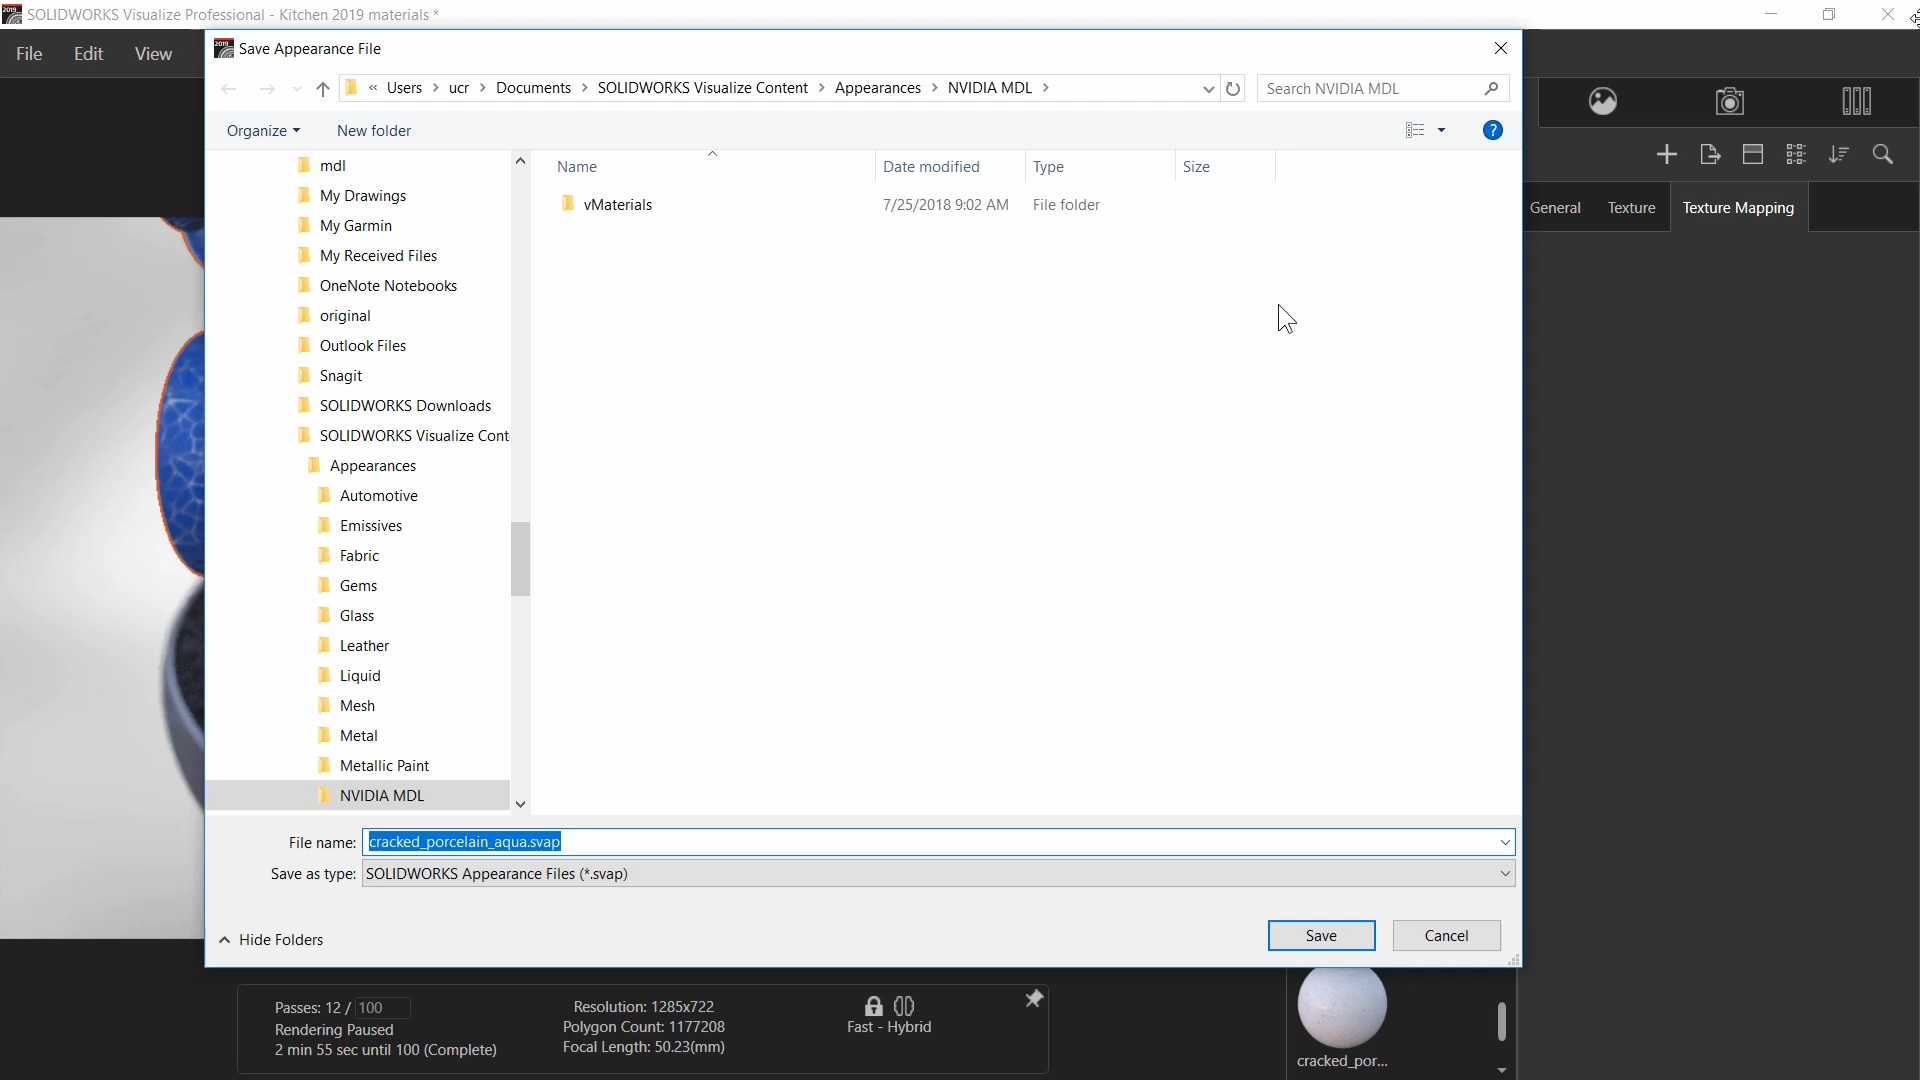 SOLIDWORKS Visualize Professional - Kitchen 2019 materials *
File Edit View
Save Appearance File
« Users > ucr > Documents > SOLIDWORKS Visualize Content > Appearances > NVIDIA MDL >
Search NVIDIA MDL
Organize New folder
Name Date modified Type Size
vMaterials 7/25/2018 9:02 AM File folder
mdl
My Drawings
My Garmin
My Received Files
OneNote Notebooks
original
Outlook Files
Snagit
SOLIDWORKS Downloads
SOLIDWORKS Visualize Cont
Appearances
Automotive
Emissives
Fabric
Gems
Glass
Leather
Liquid
Mesh
Metal
Metallic Paint
NVIDIA MDL
File name: cracked_porcelain_aqua.svap
Save as type: SOLIDWORKS Appearance Files (*.svap)
Hide Folders
Save Cancel
General Texture Texture Mapping
Passes: 12 / 100
Rendering Paused
2 min 55 sec until 100 (Complete)
Resolution: 1285x722
Polygon Count: 1177208
Focal Length: 50.23(mm)
Fast - Hybrid
cracked_por...